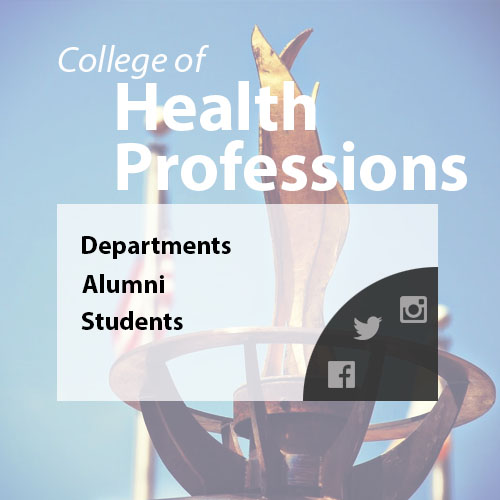 College of
Health
Professions
Departments
Alumni
Students